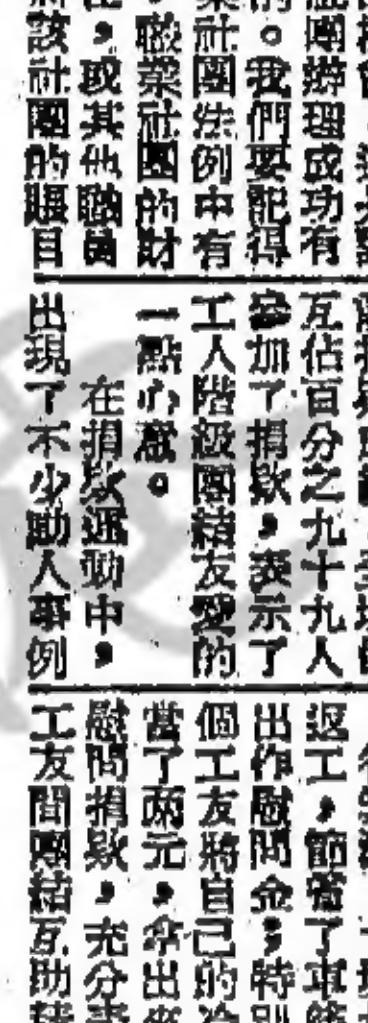 團辦理成功有
。我們要記得
社團法例中有
，職業社團的財
，或其他職員
該社團的賬目
互佔百分之九十九人
參加了捐款，表示了
工人階級團結友愛的
一點心意。
在捐款運動中，
出現了不少動人事例
返工，節省了車
出作慰問金；特別
個工友將自己的
當了兩元，拿出來
慰問捐款，充分表
工友間團結互助